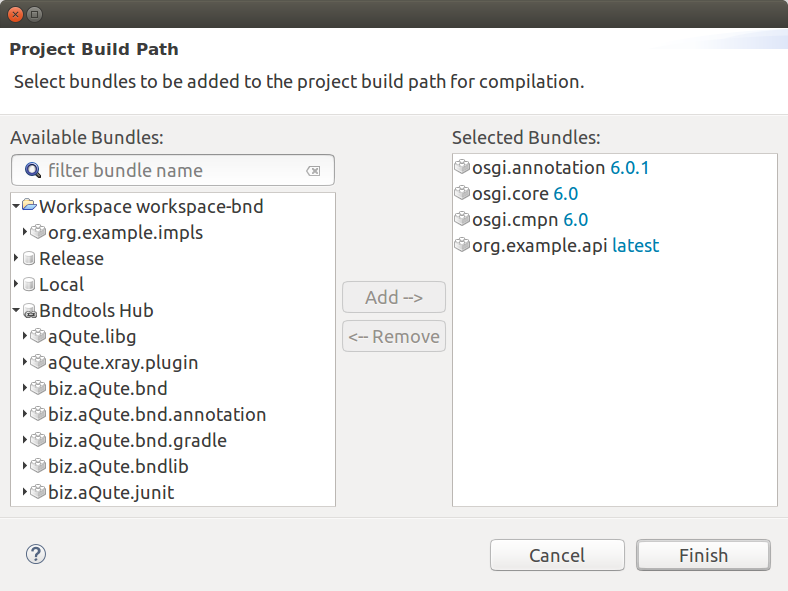 Project Build Path
Select bundles to be added to the project build path for compilation.
Available Bundles:
filter bundle name
Workspace workspace-bnd
org.example.impls
Release
Local
Bndtools Hub
aQute.libg
aQute.xray.plugin
biz.aQute.bnd
biz.aQute.bnd.annotation
biz.aQute.bnd.gradle
biz.aQute.bndlib
biz.aQute.junit
Add -->
<-- Remove
Selected Bundles:
osgi.annotation 6.0.1
osgi.core 6.0
osgi.cmpn 6.0
org.example.api latest
?
Cancel
Finish